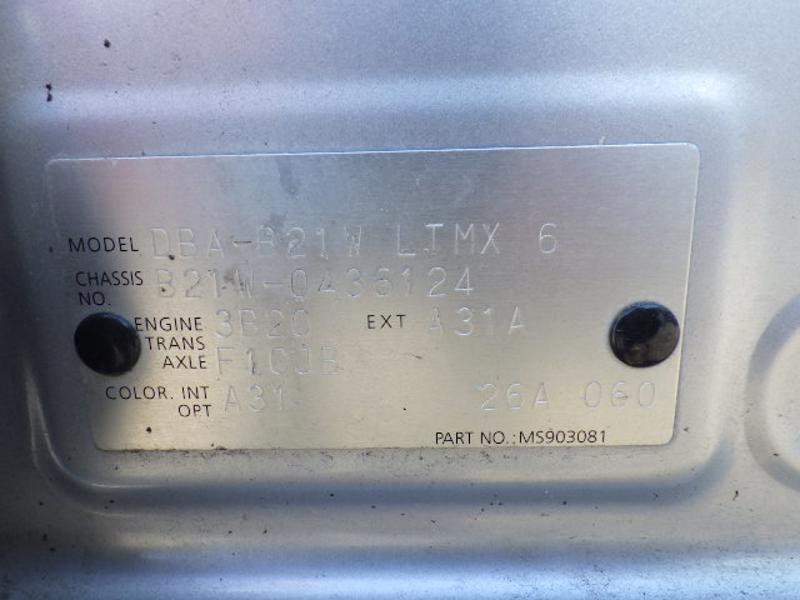 MODEL DBA-B21W LTMX 6
CHASSIS NO. B21W-0436124
ENGINE 3B20 EXT A31A
TRANS AXLE F1CJB
COLOR. INT OPT A31 26A 060
PART NO.:MS903081